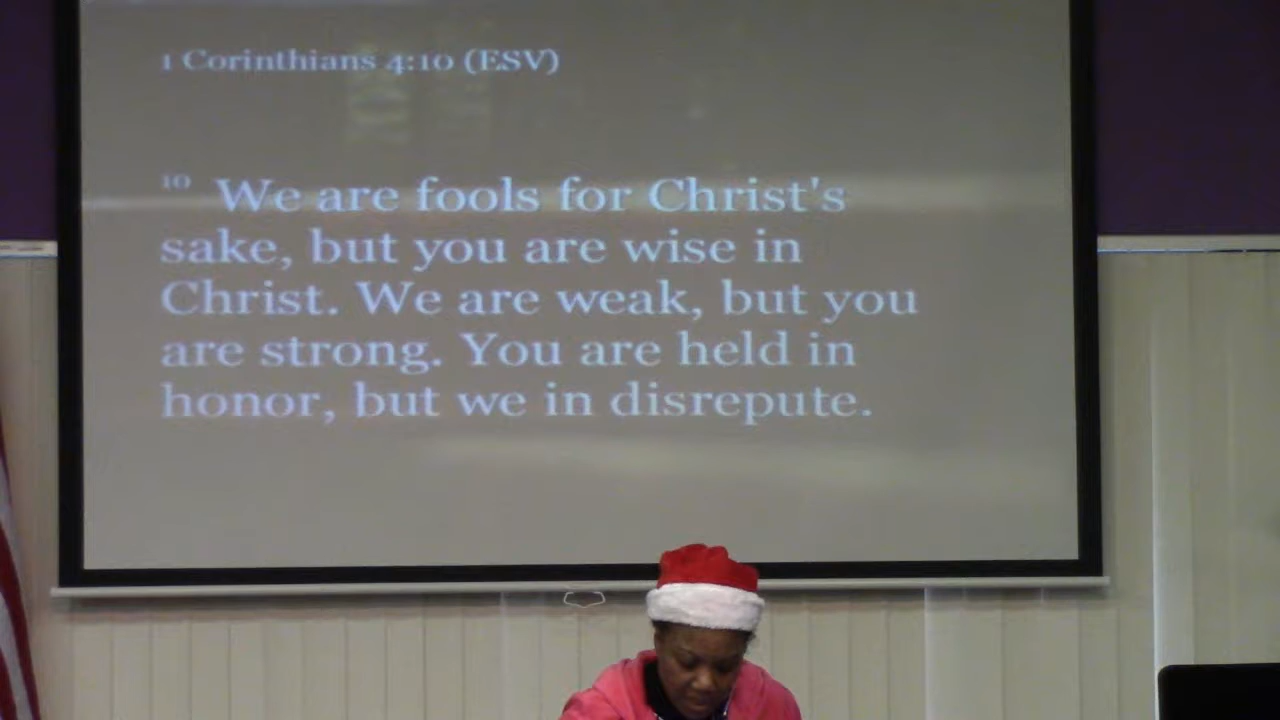 1 Corinthians 4:10 (ESV)
10 We are fools for Christ's
sake, but you are wise in
Christ. We are weak, but you
are strong. You are held in
honor, but we in disrepute.